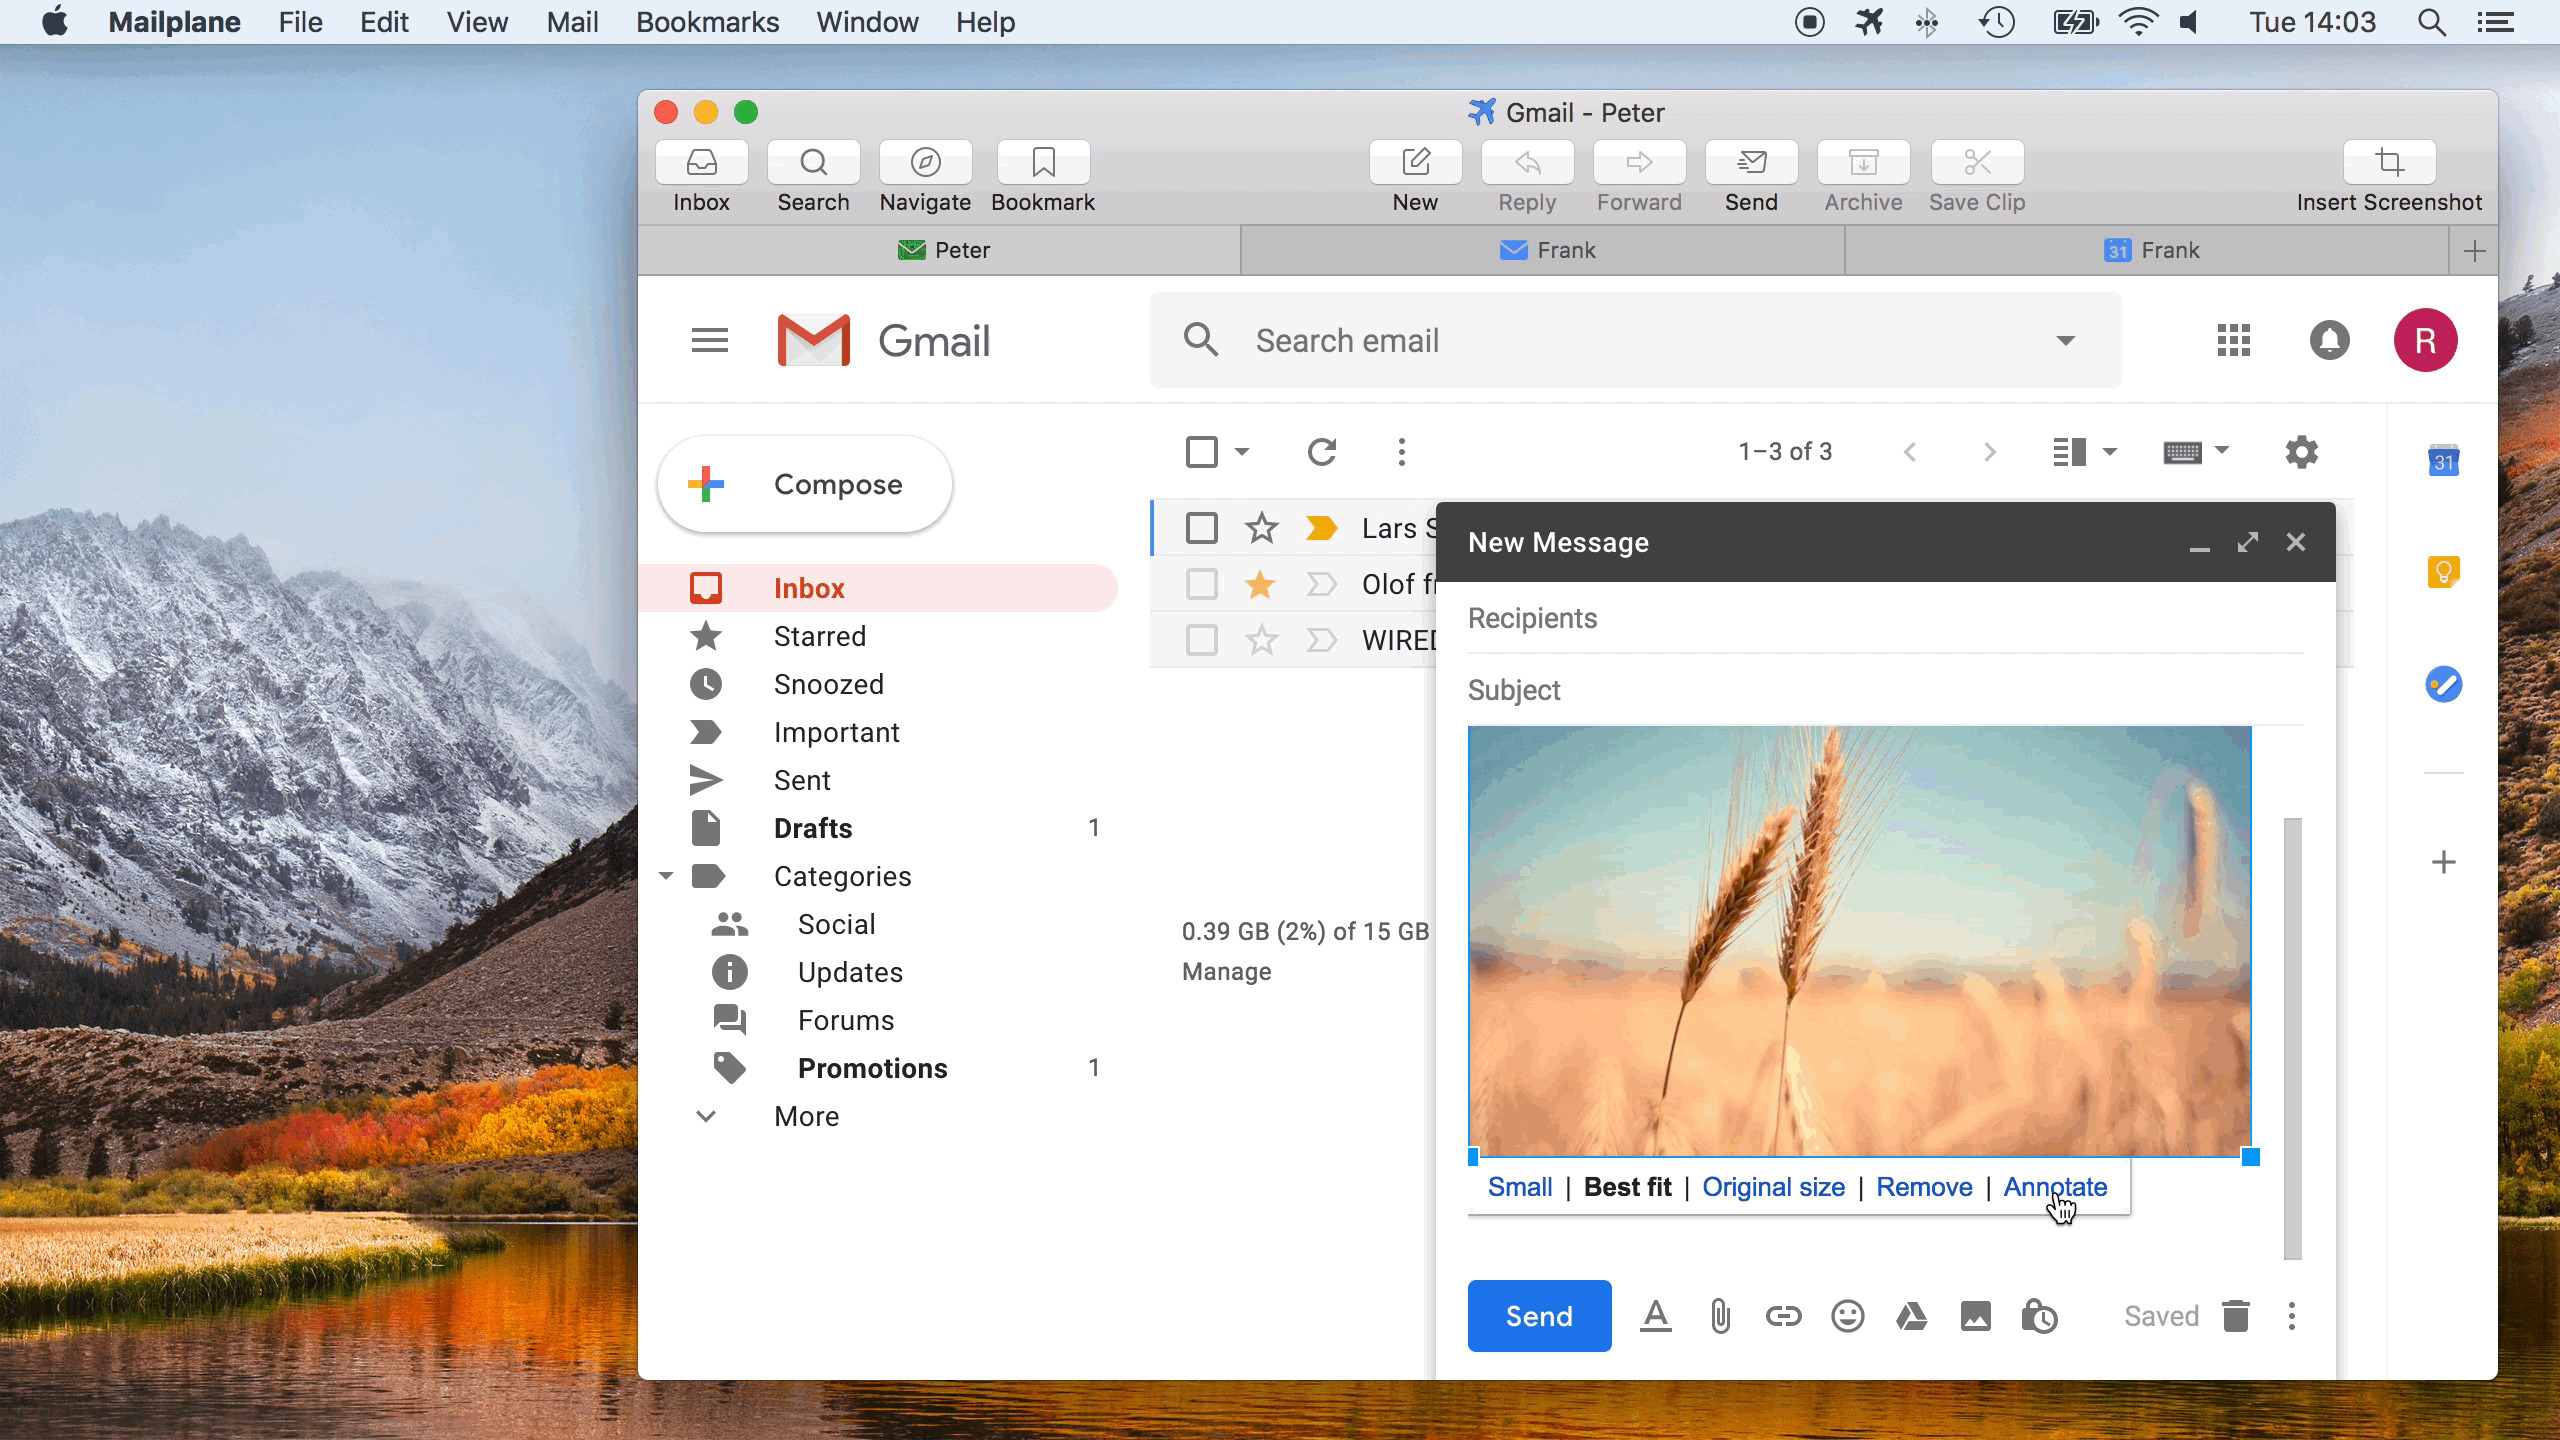 Mailplane File Edit View Mail Bookmarks Window Help Tue 14:03
Gmail - Peter
Inbox Search Navigate Bookmark New Reply Forward Send Archive Save Clip Insert Screenshot
Peter 31 Frank Frank
Gmail Search email R
Compose 1–3 of 3 31
Lars S
New Message
Inbox Olof fr
Recipients
Starred WIRED
Snoozed Subject
Important
Sent
Drafts 1
Categories
Social 0.39 GB (2%) of 15 GB
Updates Manage
Forums
Promotions 1
More
Small | Best fit | Original size | Remove | Annotate
Send Saved